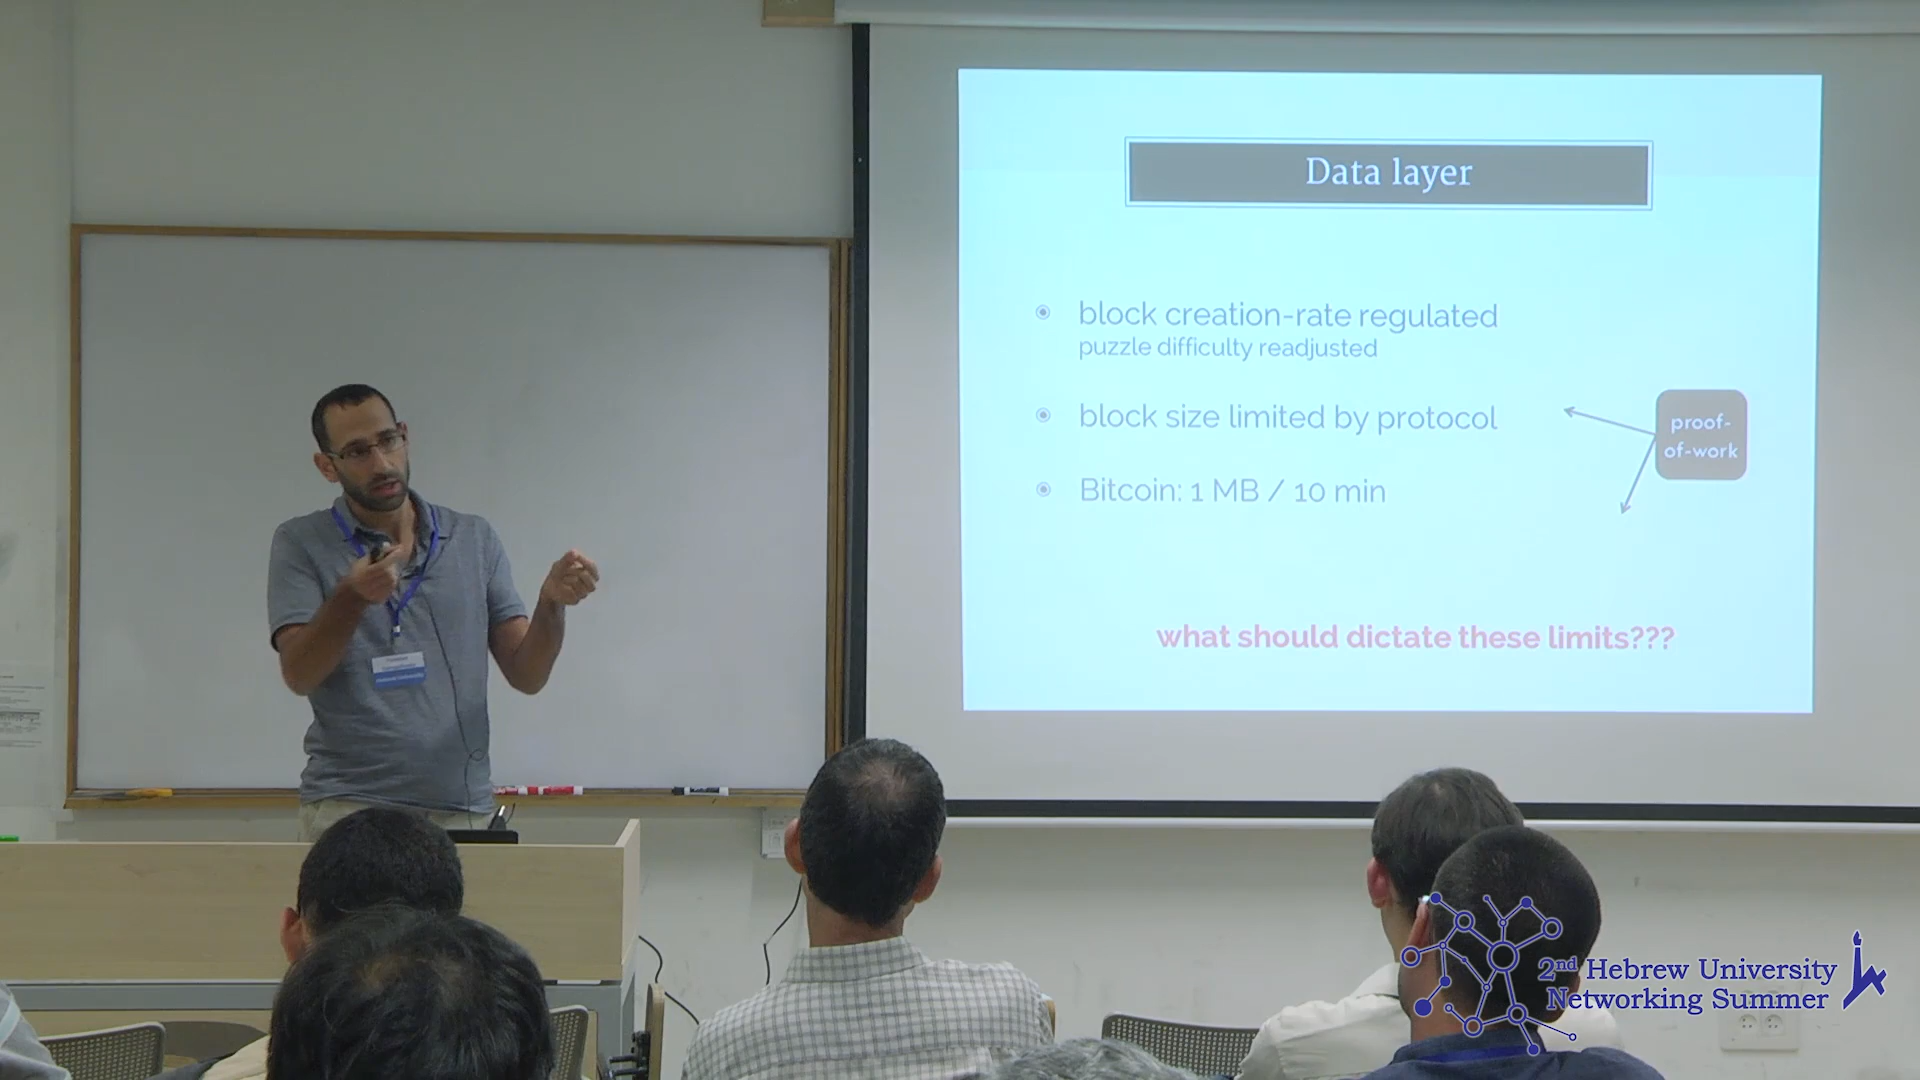 Data layer
block creation-rate regulated
puzzle difficulty readjusted
block size limited by protocol
proof-
of-work
Bitcoin: 1 MB / 10 min
what should dictate these limits???
2nd Hebrew University
Networking Summer